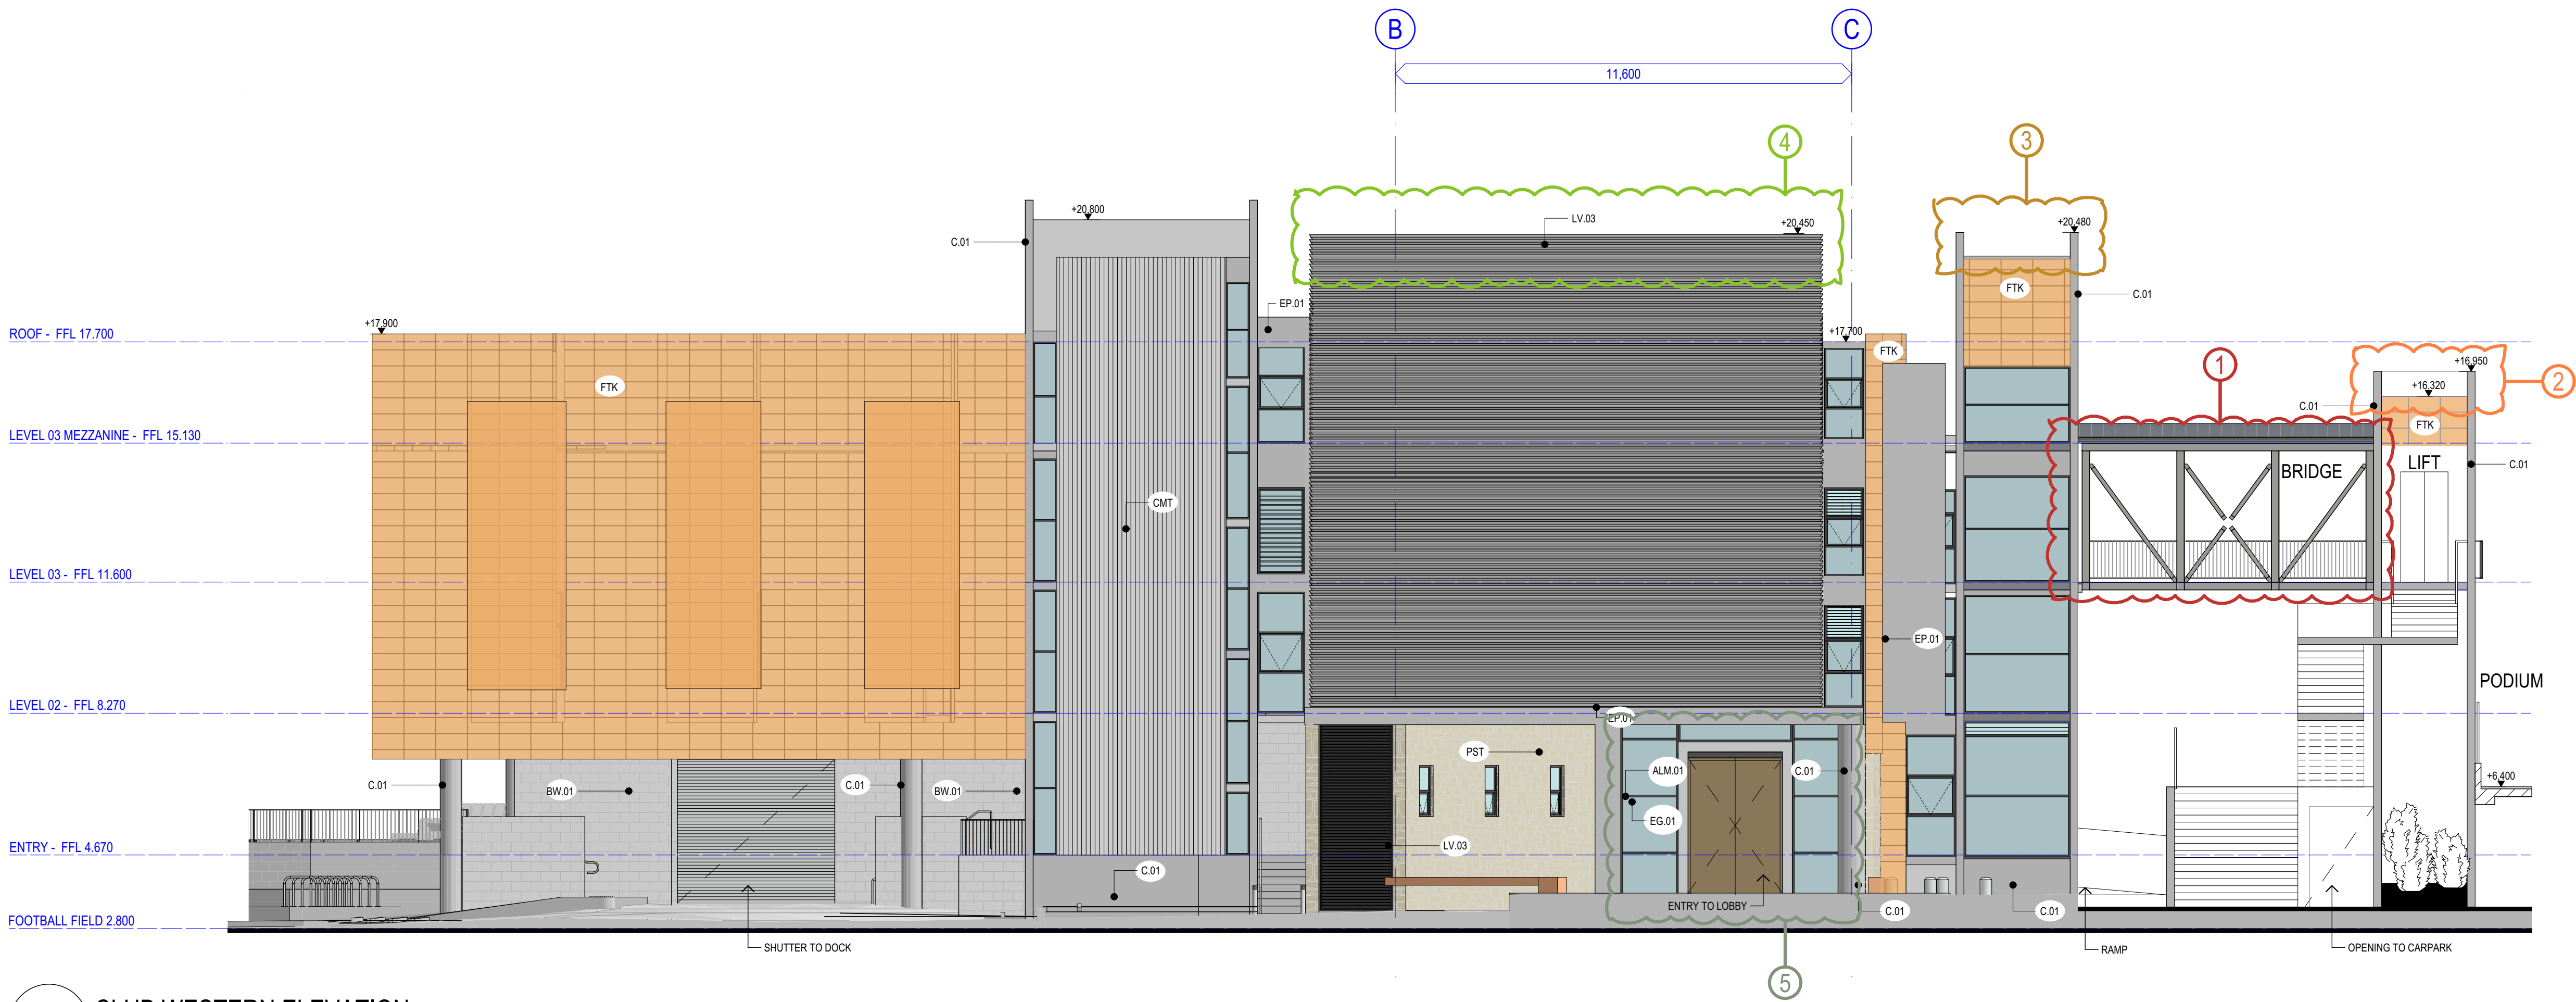 B
C
11,600
4
3
+20,800
LV.03
+20,450
+20,480
C.01
FTK
C.01
EP.01
+17,900
ROOF - FFL 17.700
+17,700
FTK
1
+16,950
2
FTK
+16,320
C.01
LEVEL 03 MEZZANINE - FFL 15.130
FTK
BRIDGE
LIFT
C.01
CMT
LEVEL 03 - FFL 11.600
EP.01
PODIUM
LEVEL 02 - FFL 8.270
EP.01
PST
ALM.01
C.01
+6,400
C.01
BW.01
C.01
BW.01
EG.01
ENTRY - FFL 4.670
LV.03
C.01
ENTRY TO LOBBY
C.01
C.01
FOOTBALL FIELD 2.800
SHUTTER TO DOCK
RAMP
OPENING TO CARPARK
5
CLUB WESTERN ELEVATION